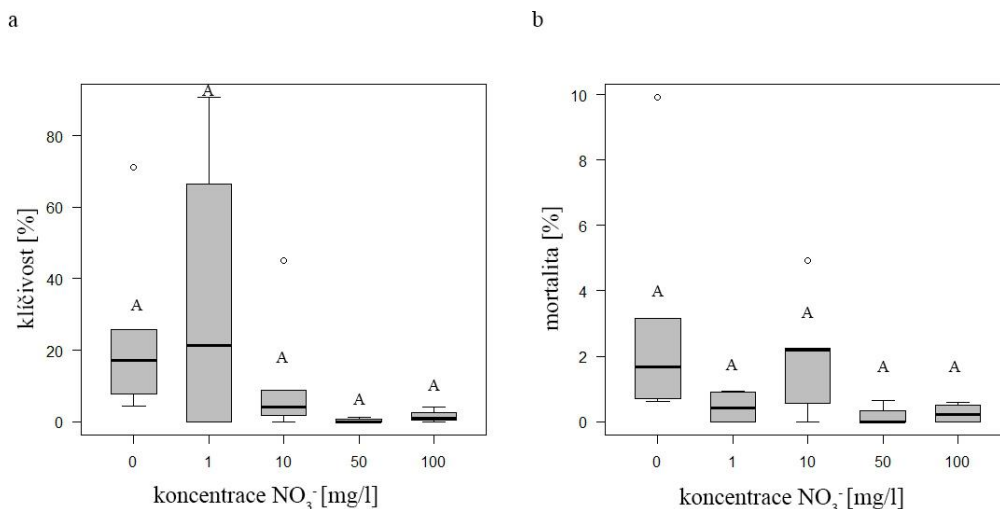 a
b
klíčivost [%]
80
60
40
20
0
A
A
A
A
A
0 1 10 50 100
koncentrace NO₃⁻ [mg/l]
mortalita [%]
10
8
6
4
2
0
A
A
A
A
A
0 1 10 50 100
koncentrace NO₃⁻ [mg/l]